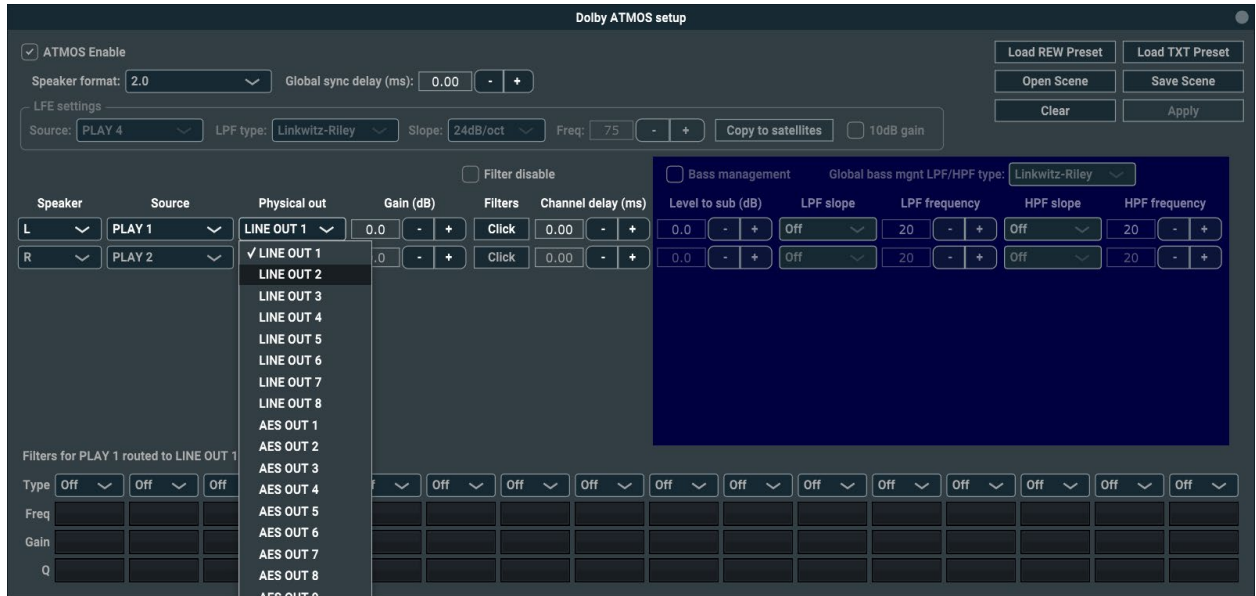 Dolby ATMOS setup
✓ ATMOS Enable
Load REW Preset Load TXT Preset
Speaker format: 2.0 Global sync delay (ms): 0.00 - +
Open Scene Save Scene
LFE settings
Clear Apply
Source: PLAY 4 LPF type: Linkwitz-Riley Slope: 24dB/oct Freq: 75 - + Copy to satellites 10dB gain
Filter disable Bass management Global bass mgnt LPF/HPF type: Linkwitz-Riley
Speaker Source Physical out Gain (dB) Filters Channel delay (ms) Level to sub (dB) LPF slope LPF frequency HPF slope HPF frequency
L PLAY 1 LINE OUT 1 0.0 - + Click 0.00 - + 0.0 - + Off 20 - + Off 20 - +
R PLAY 2 .0 - + Click 0.00 - + 0.0 - + Off 20 - + Off 20 - +
✓ LINE OUT 1
LINE OUT 2
LINE OUT 3
LINE OUT 4
LINE OUT 5
LINE OUT 6
LINE OUT 7
LINE OUT 8
AES OUT 1
AES OUT 2
AES OUT 3
AES OUT 4
AES OUT 5
AES OUT 6
AES OUT 7
AES OUT 8
Filters for PLAY 1 routed to LINE OUT 1
Type Off Off Off Off Off Off Off Off Off Off Off Off Off Off Off
Freq
Gain
Q